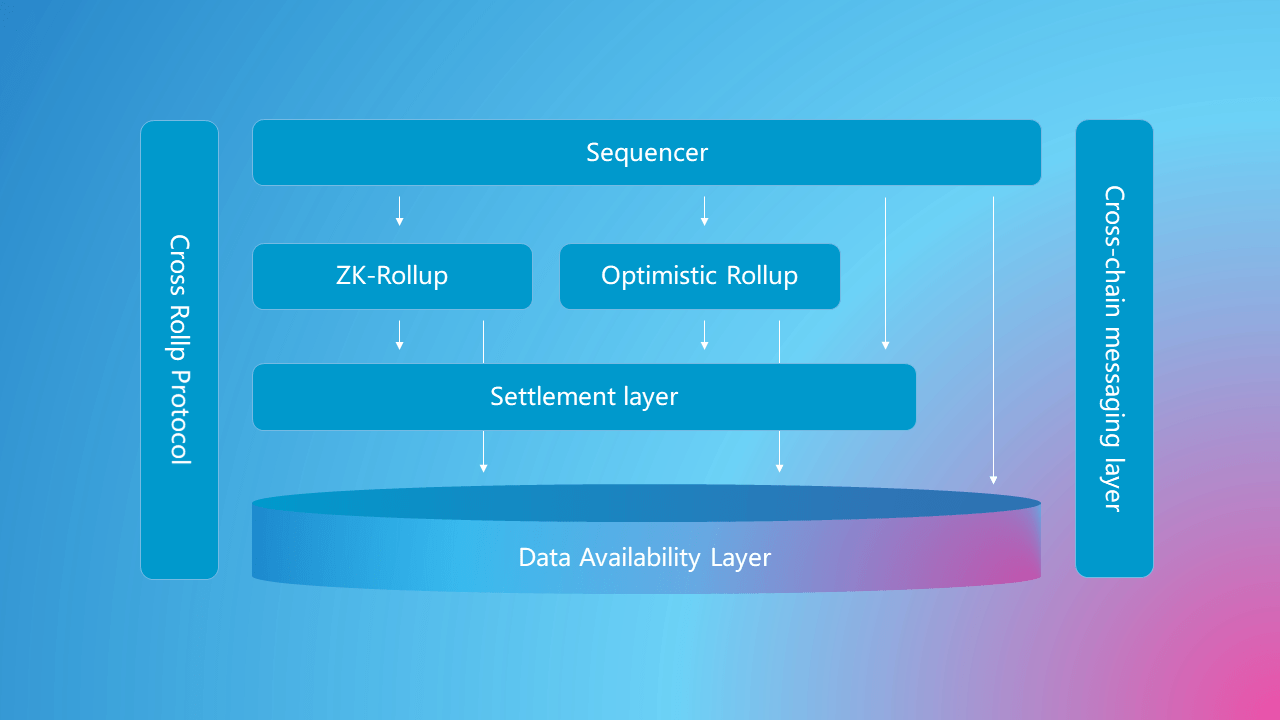 Sequencer
Cross Rollp Protocol
Cross-chain messaging layer
ZK-Rollup
Optimistic Rollup
Settlement layer
Data Availability Layer